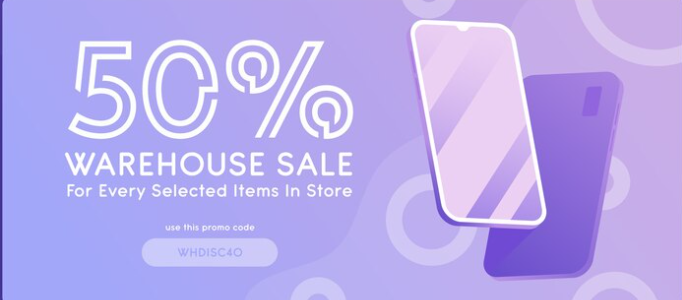 50%
WAREHOUSE SALE
For Every Selected Items In Store
use this promo code
WHDISC40